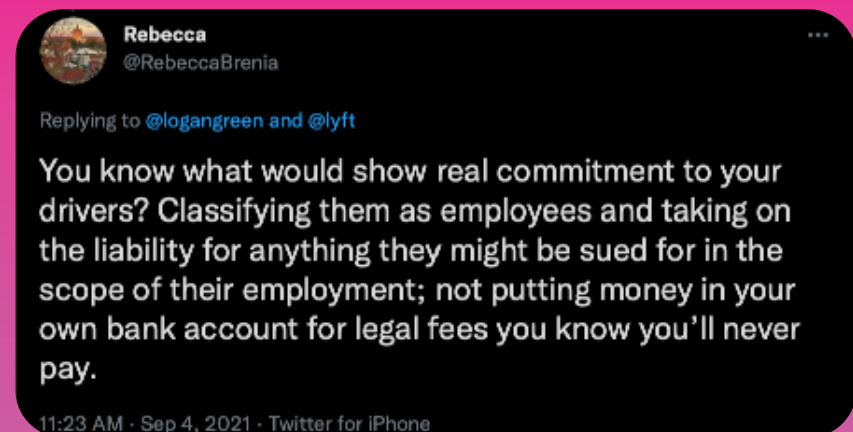 Rebecca
@RebeccaBrenia
Replying to @logangreen and @lyft
You know what would show real commitment to your
drivers? Classifying them as employees and taking on
the liability for anything they might be sued for in the
scope of their employment; not putting money in your
own bank account for legal fees you know you’ll never
pay.
11:23 AM · Sep 4, 2021 · Twitter for iPhone